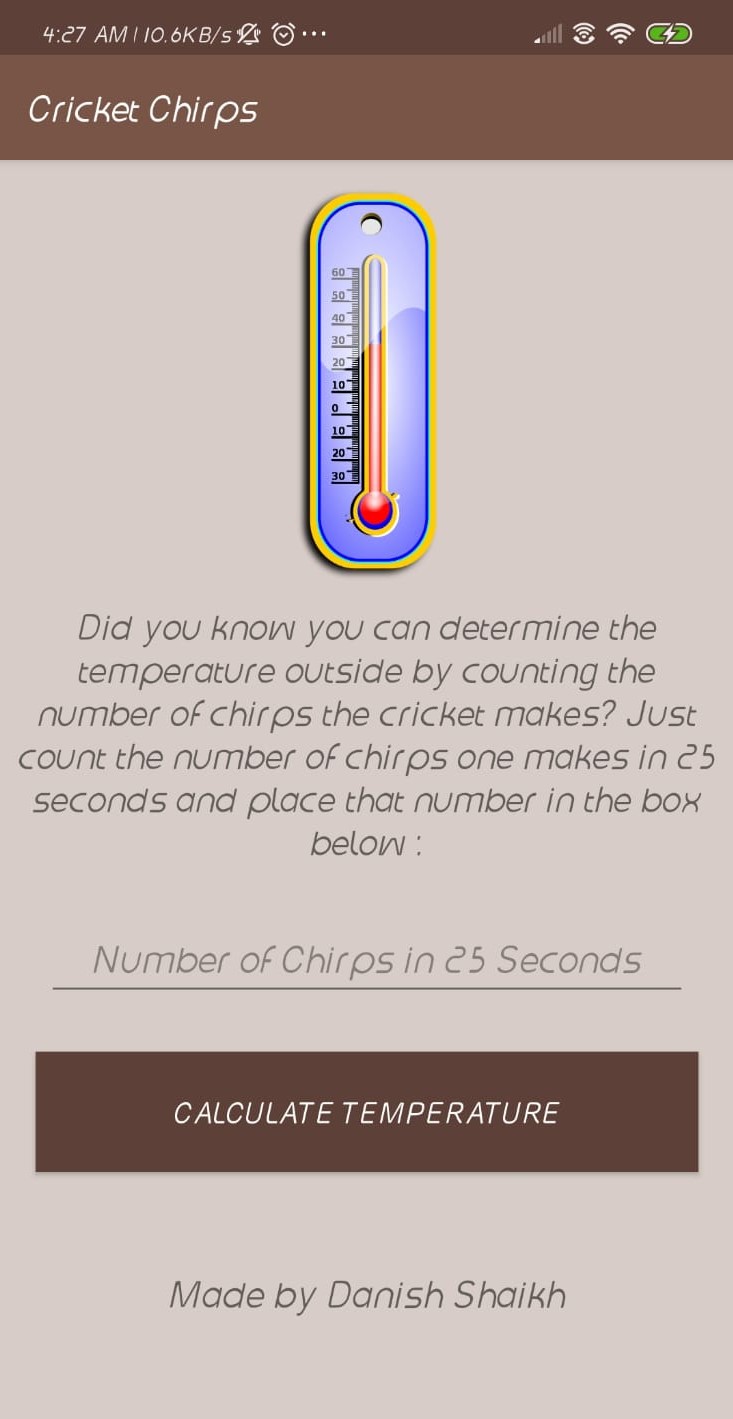 4:27 AM | 10.6KB/s ...
Cricket Chirps
60
50
40
30
20
10
0
10
20
30
Did you know you can determine the
temperature outside by counting the
number of chirps the cricket makes? Just
count the number of chirps one makes in 25
seconds and place that number in the box
below :
Number of Chirps in 25 Seconds
CALCULATE TEMPERATURE
Made by Danish Shaikh